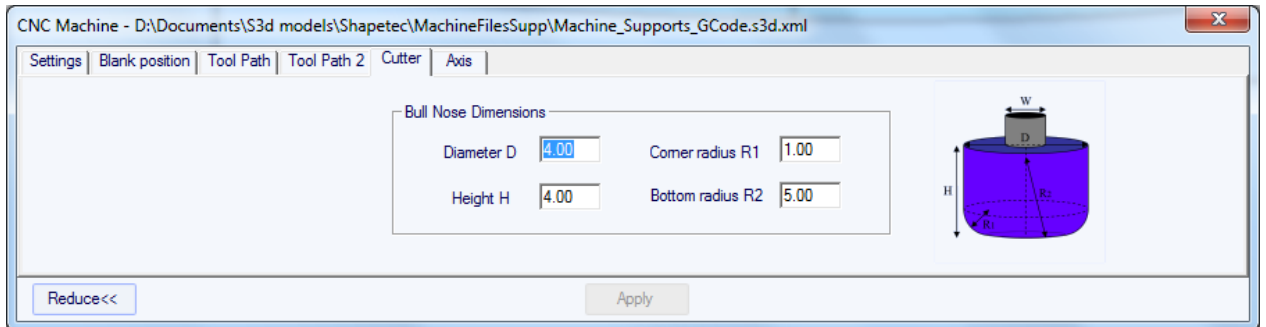 CNC Machine - D:\Documents\S3d models\Shapetec\MachineFilesSupp\Machine_Supports_GCode.s3d.xml
Settings Blank position Tool Path Tool Path 2 Cutter Axis
Bull Nose Dimensions
Diameter D 4.00 Corner radius R1 1.00
Height H 4.00 Bottom radius R2 5.00
W
D
H
R2
R1
Reduce<< Apply